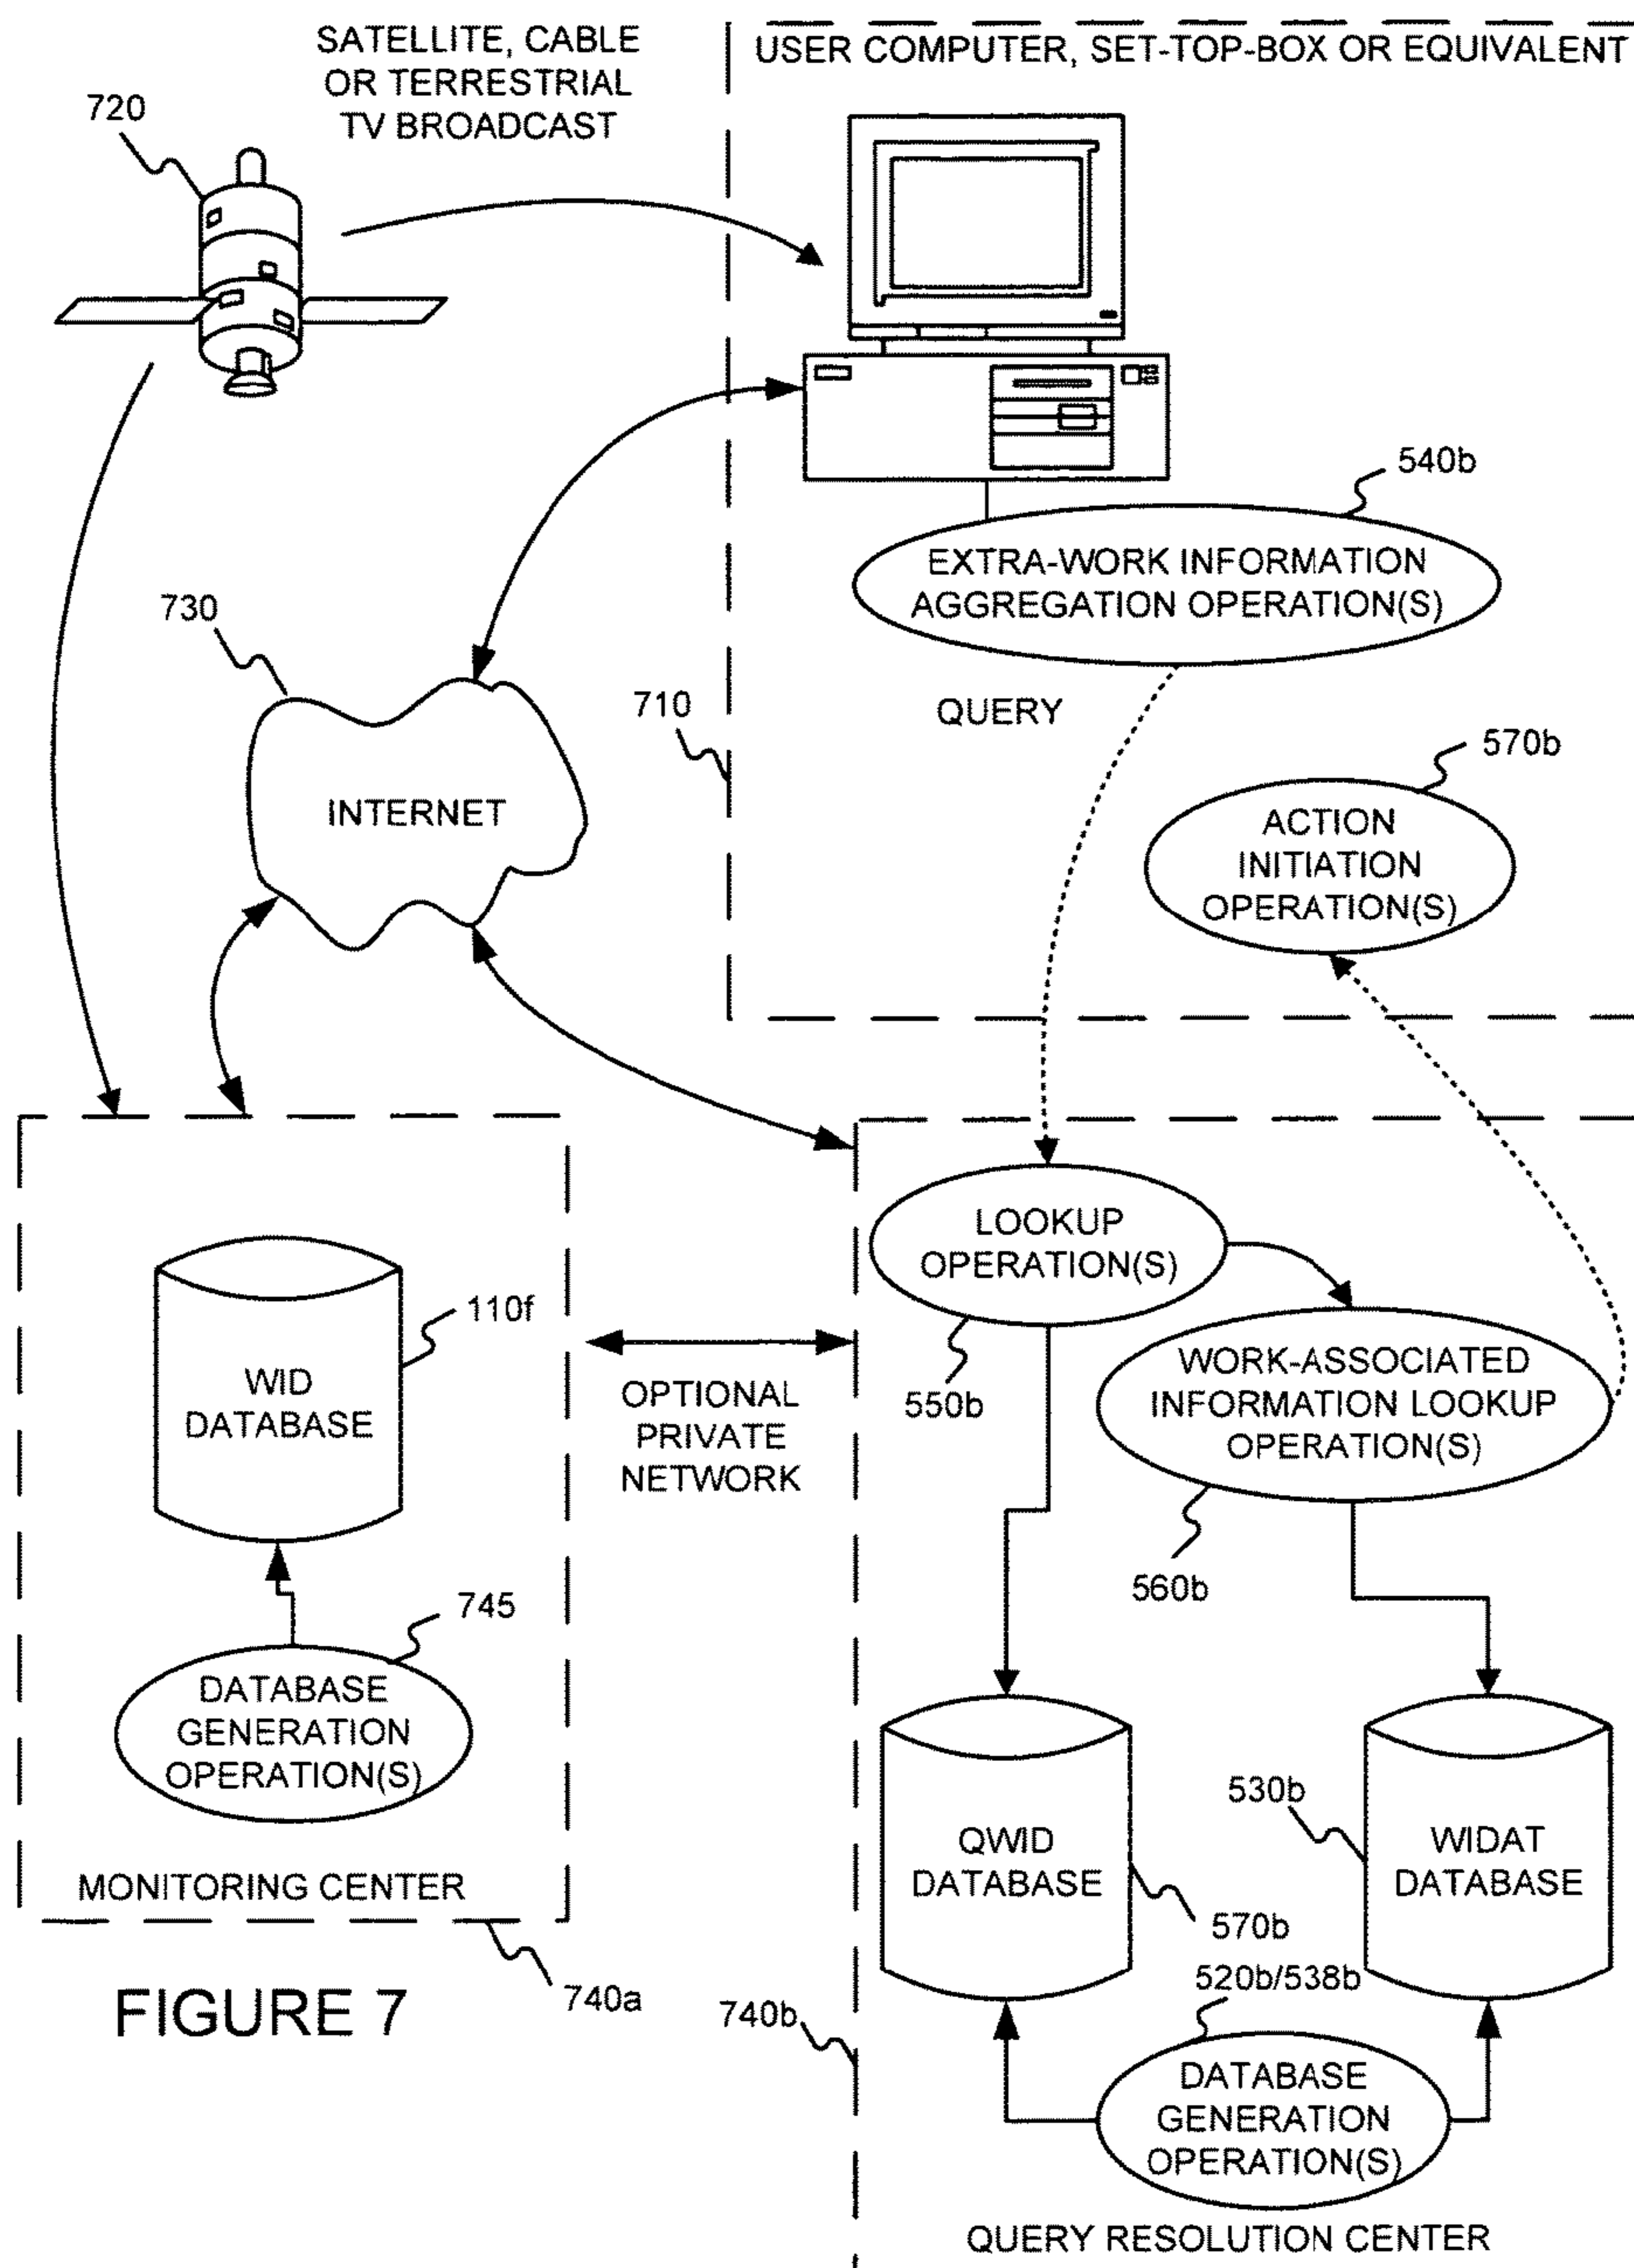 SATELLITE, CABLE
OR TERRESTRIAL
TV BROADCAST
USER COMPUTER, SET-TOP-BOX OR EQUIVALENT
720
540b
EXTRA-WORK INFORMATION
AGGREGATION OPERATION(S)
730
710
QUERY
570b
INTERNET
ACTION
INITIATION
OPERATION(S)
LOOKUP
OPERATION(S)
110f
WID
DATABASE
OPTIONAL
PRIVATE
NETWORK
550b
WORK-ASSOCIATED
INFORMATION LOOKUP
OPERATION(S)
560b
745
DATABASE
GENERATION
OPERATION(S)
530b
QWID
DATABASE
WIDAT
DATABASE
MONITORING CENTER
570b
740a
FIGURE 7
740b
520b/538b
DATABASE
GENERATION
OPERATION(S)
QUERY RESOLUTION CENTER